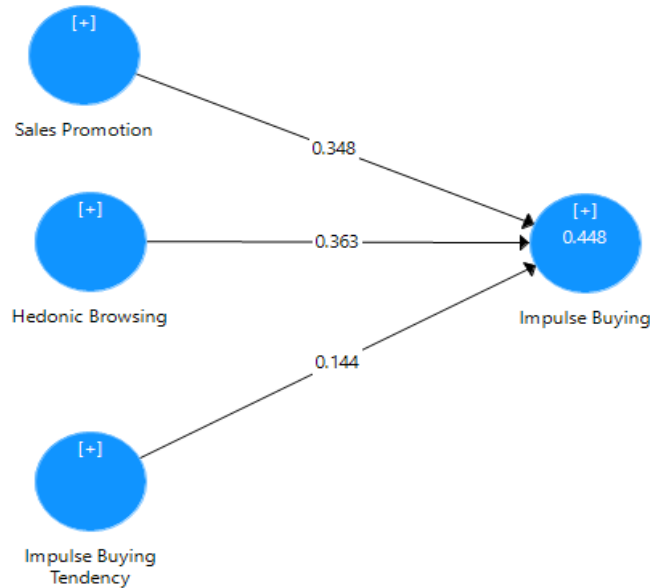 [+]
Sales Promotion
0.348
[+]
Hedonic Browsing
0.363
[+]
0.448
Impulse Buying
0.144
[+]
Impulse Buying
Tendency